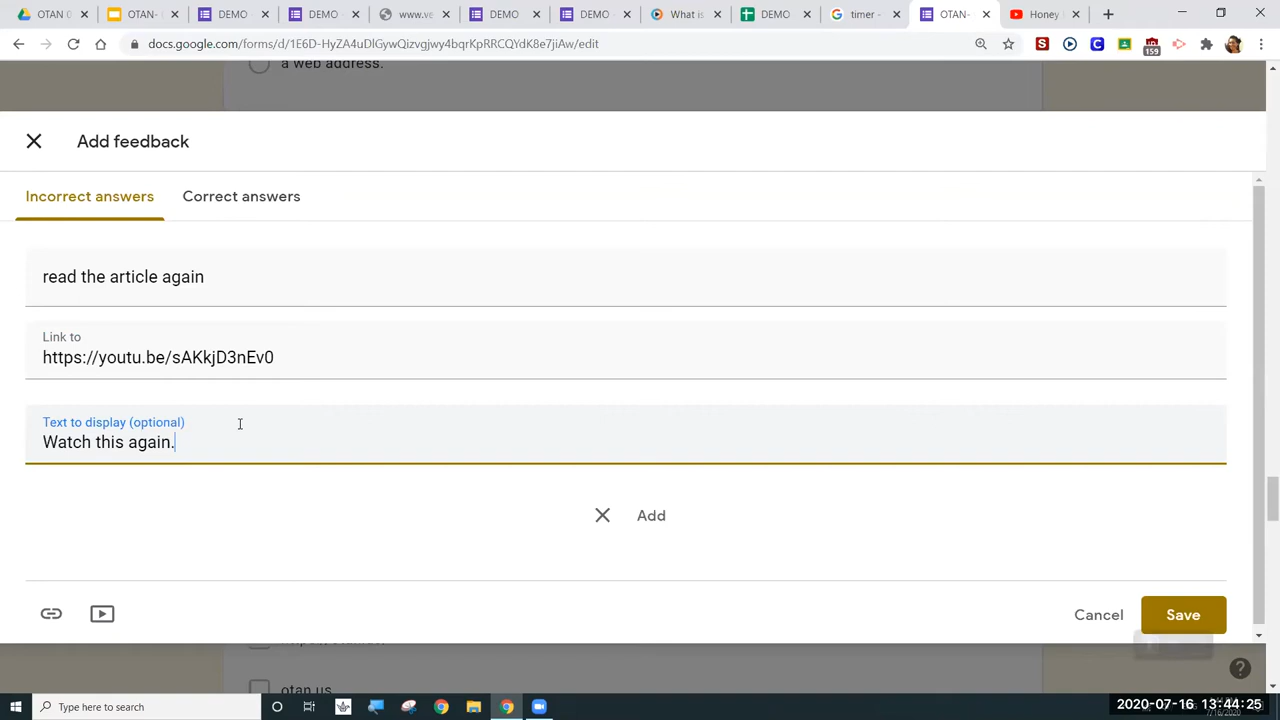 OTAN
OTAN-
DEMO
DEMO -
www.ve
DEMO
DEMO
What is
DEMO
timer -
OTAN-
Honey
docs.google.com/forms/d/1E6D-HyZA4uDlGywQizvgJwy4bqrKpRRCQYdK8e7jiAw/edit
159
a web address.
Add feedback
Incorrect answers
Correct answers
read the article again
Link to
https://youtu.be/sAKkjD3nEv0
Text to display (optional)
Watch this again.
Add
Cancel
Save
otan.us
Type here to search
2020-07-16 13:44:25